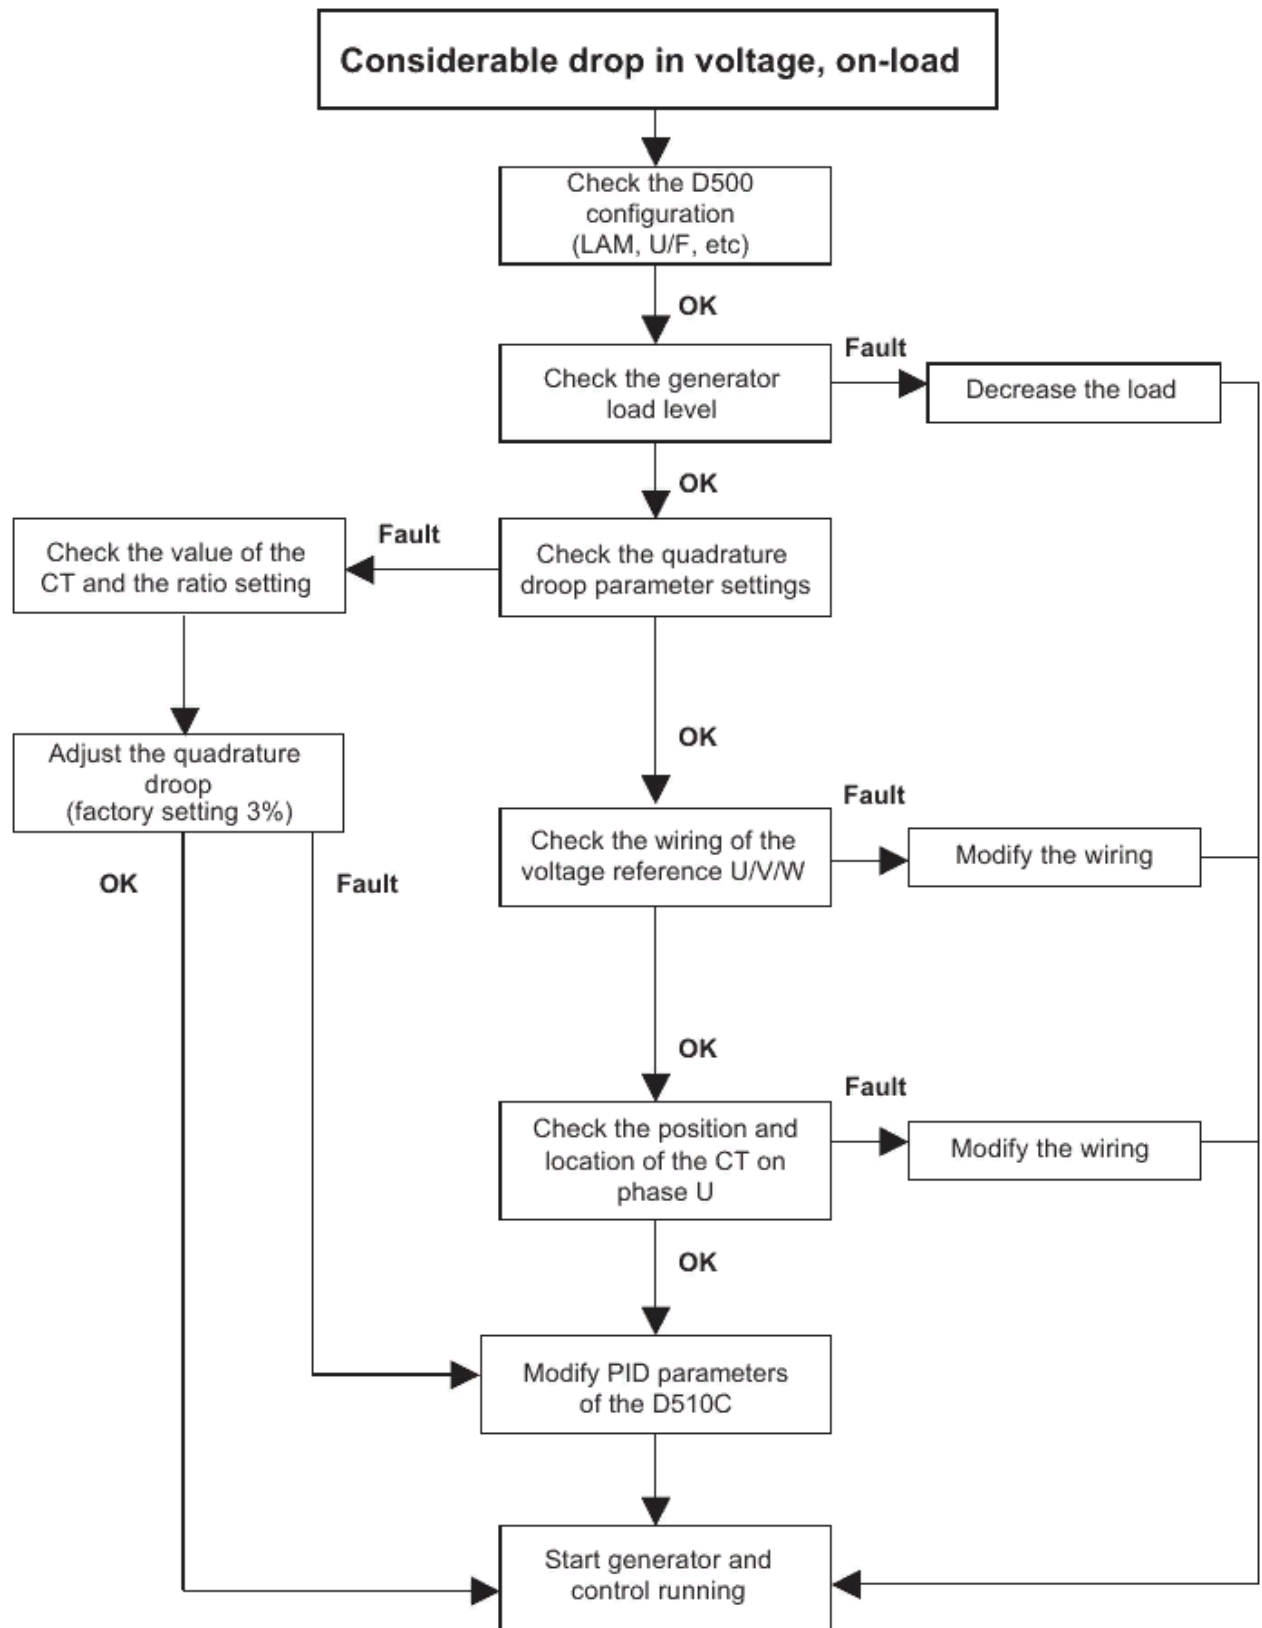 Considerable drop in voltage, on-load
Check the D500
configuration
(LAM, U/F, etc)
OK
Check the generator
load level
Fault
Decrease the load
OK
Check the quadrature
droop parameter settings
Fault
Check the value of the
CT and the ratio setting
Adjust the quadrature
droop
(factory setting 3%)
OK
Fault
OK
Check the wiring of the
voltage reference U/V/W
Fault
Modify the wiring
OK
Check the position and
location of the CT on
phase U
Fault
Modify the wiring
OK
Modify PID parameters
of the D510C
Start generator and
control running